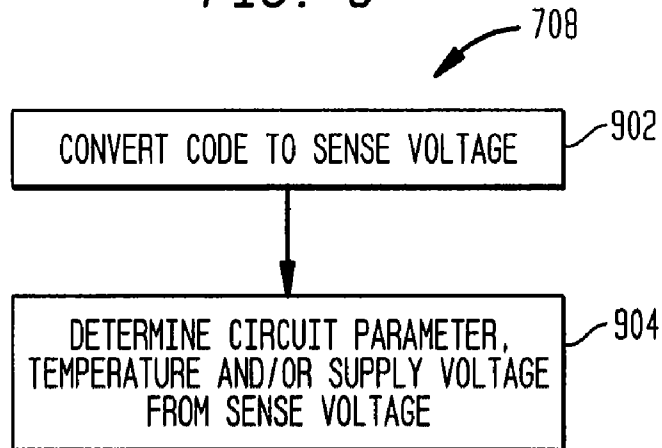 708
CONVERT CODE TO SENSE VOLTAGE
902
DETERMINE CIRCUIT PARAMETER,
TEMPERATURE AND/OR SUPPLY VOLTAGE
FROM SENSE VOLTAGE
904